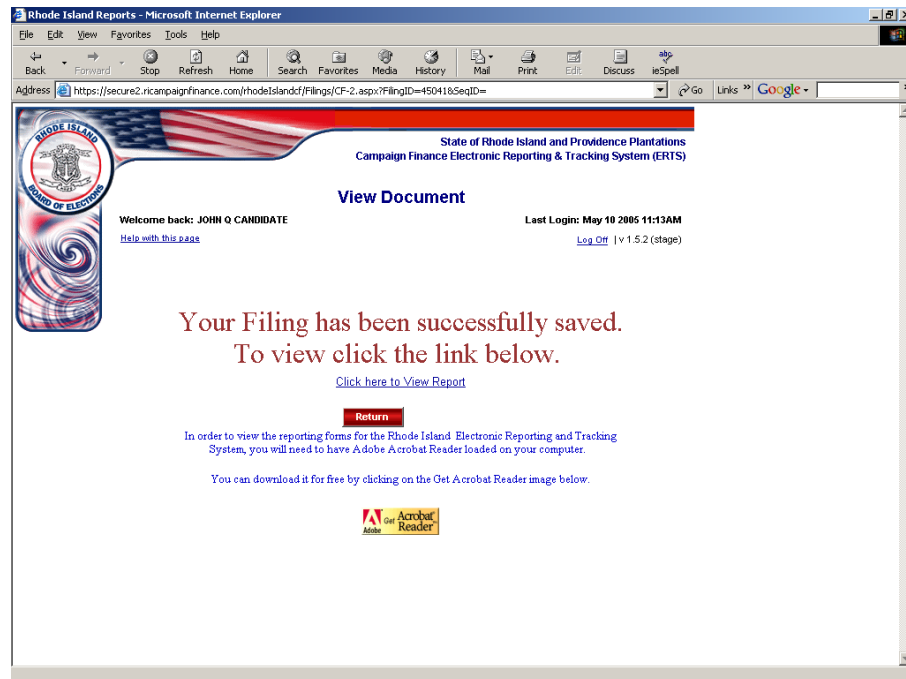 Rhode Island Reports - Microsoft Internet Explorer
File Edit View Favorites Tools Help
Back Forward Stop Refresh Home Search Favorites Media History Mail Print Edit Discuss ieSpell
Address https://secure2.ricampaignfinance.com/rhodeIslandcf/Filings/CF-2.aspx?FilingID=450418&SeqID= Go Links » Google
RHODE ISLAND
BOARD OF ELECTIONS
State of Rhode Island and Providence Plantations
Campaign Finance Electronic Reporting & Tracking System (ERTS)
View Document
Welcome back: JOHN Q CANDIDATE Last Login: May 10 2005 11:13AM
Help with this page Log Off | v 1.5.2 (stage)
Your Filing has been successfully saved.
To view click the link below.
Click here to View Report
Return
In order to view the reporting forms for the Rhode Island Electronic Reporting and Tracking
System, you will need to have Adobe Acrobat Reader loaded on your computer.
You can download it for free by clicking on the Get Acrobat Reader image below.
Adobe Get Acrobat Reader